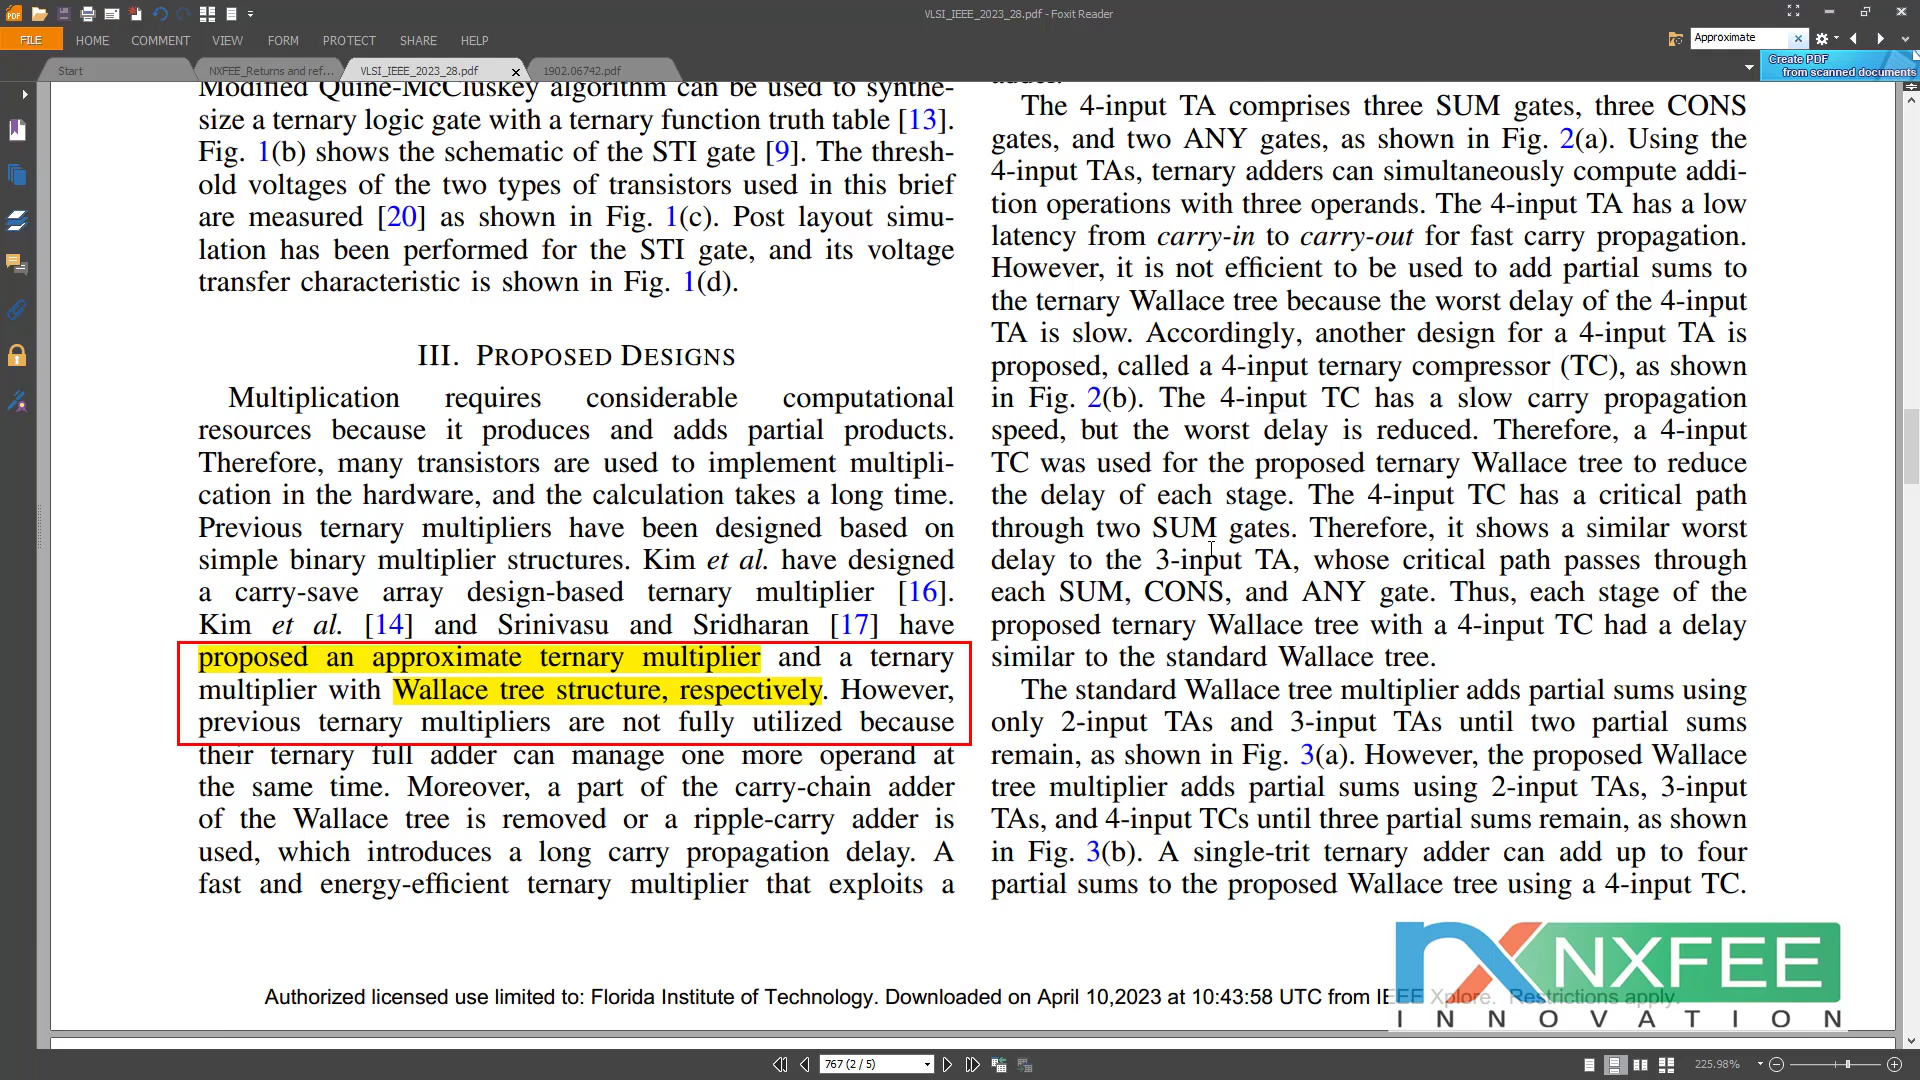 VLSI_IEEE_2023_28.pdf - Foxit Reader
FILE
HOME
COMMENT
VIEW
FORM
PROTECT
SHARE
HELP
Approximate
Start
NXFEE_Returns and ref...
VLSI_IEEE_2023_28.pdf
1902.06742.pdf
Create PDF
from scanned documents
Modified Quine-McCluskey algorithm can be used to synthe-
size a ternary logic gate with a ternary function truth table [13].
Fig. 1(b) shows the schematic of the STI gate [9]. The thresh-
old voltages of the two types of transistors used in this brief
are measured [20] as shown in Fig. 1(c). Post layout simu-
lation has been performed for the STI gate, and its voltage
transfer characteristic is shown in Fig. 1(d).
III. PROPOSED DESIGNS
Multiplication requires considerable computational
resources because it produces and adds partial products.
Therefore, many transistors are used to implement multipli-
cation in the hardware, and the calculation takes a long time.
Previous ternary multipliers have been designed based on
simple binary multiplier structures. Kim et al. have designed
a carry-save array design-based ternary multiplier [16].
Kim et al. [14] and Srinivasu and Sridharan [17] have
proposed an approximate ternary multiplier and a ternary
multiplier with Wallace tree structure, respectively. However,
previous ternary multipliers are not fully utilized because
their ternary full adder can manage one more operand at
the same time. Moreover, a part of the carry-chain adder
of the Wallace tree is removed or a ripple-carry adder is
used, which introduces a long carry propagation delay. A
fast and energy-efficient ternary multiplier that exploits a
The 4-input TA comprises three SUM gates, three CONS
gates, and two ANY gates, as shown in Fig. 2(a). Using the
4-input TAs, ternary adders can simultaneously compute addi-
tion operations with three operands. The 4-input TA has a low
latency from carry-in to carry-out for fast carry propagation.
However, it is not efficient to be used to add partial sums to
the ternary Wallace tree because the worst delay of the 4-input
TA is slow. Accordingly, another design for a 4-input TA is
proposed, called a 4-input ternary compressor (TC), as shown
in Fig. 2(b). The 4-input TC has a slow carry propagation
speed, but the worst delay is reduced. Therefore, a 4-input
TC was used for the proposed ternary Wallace tree to reduce
the delay of each stage. The 4-input TC has a critical path
through two SUM gates. Therefore, it shows a similar worst
delay to the 3-input TA, whose critical path passes through
each SUM, CONS, and ANY gate. Thus, each stage of the
proposed ternary Wallace tree with a 4-input TC had a delay
similar to the standard Wallace tree.
The standard Wallace tree multiplier adds partial sums using
only 2-input TAs and 3-input TAs until two partial sums
remain, as shown in Fig. 3(a). However, the proposed Wallace
tree multiplier adds partial sums using 2-input TAs, 3-input
TAs, and 4-input TCs until three partial sums remain, as shown
in Fig. 3(b). A single-trit ternary adder can add up to four
partial sums to the proposed Wallace tree using a 4-input TC.
Authorized licensed use limited to: Florida Institute of Technology. Downloaded on April 10,2023 at 10:43:58 UTC from IEEE Xplore. Restrictions apply.
NXFEE
INNOVATION
767 (2 / 5)
225.98%